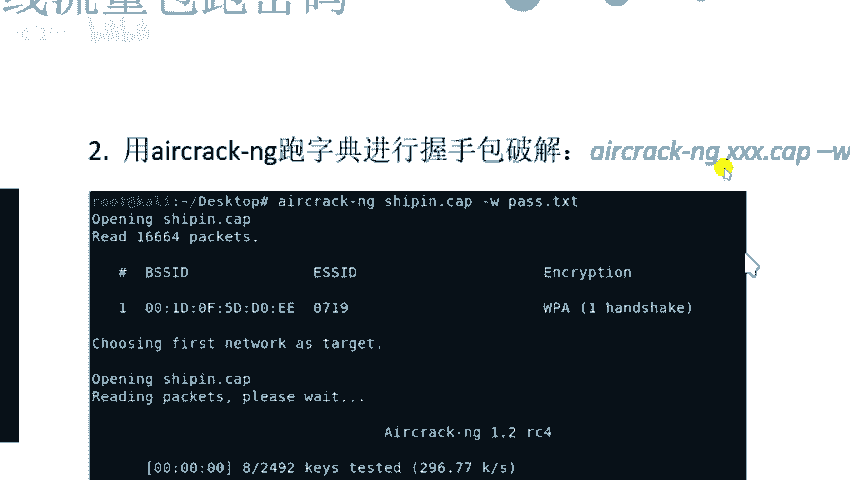 线流量包跑密码
2. 用aircrack-ng跑字典进行握手包破解：aircrack-ng xxx.cap –w
root@kali:~/Desktop# aircrack-ng shipin.cap -w pass.txt
Opening shipin.cap
Read 16664 packets.
# BSSID ESSID Encryption
1 00:1D:0F:5D:D0:EE 0719 WPA (1 handshake)
Choosing first network as target.
Opening shipin.cap
Reading packets, please wait...
Aircrack-ng 1.2 rc4
[00:00:00] 8/2492 keys tested (296.77 k/s)